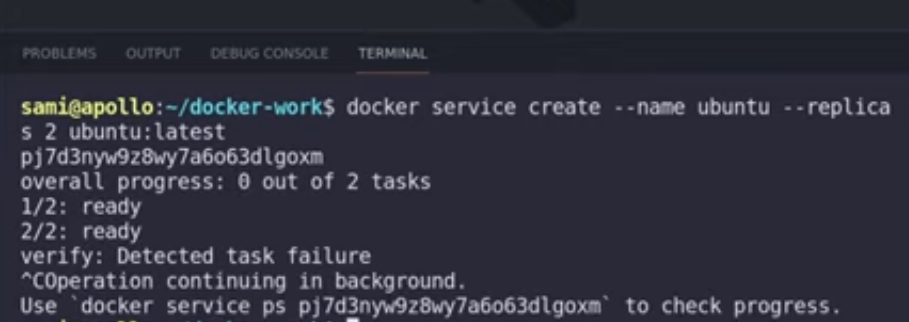 PROBLEMS OUTPUT DEBUG CONSOLE TERMINAL
sami@apollo:~/docker-work$ docker service create --name ubuntu --replica
s 2 ubuntu:latest
pj7d3nyw9z8wy7a6o63dlgoxm
overall progress: 0 out of 2 tasks
1/2: ready
2/2: ready
verify: Detected task failure
^COperation continuing in background.
Use `docker service ps pj7d3nyw9z8wy7a6o63dlgoxm` to check progress.